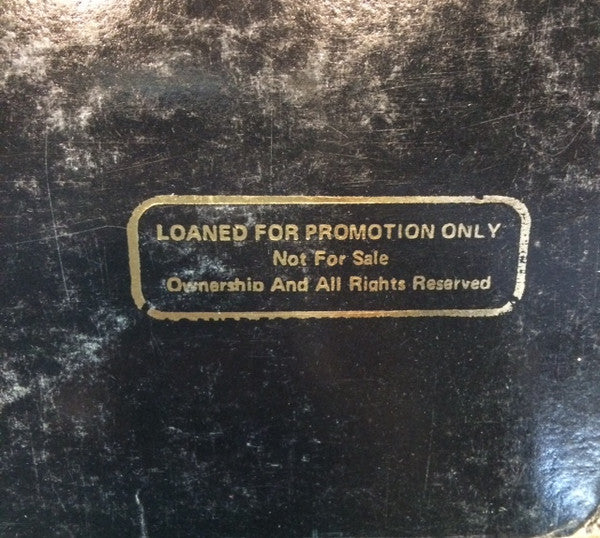 LOANED FOR PROMOTION ONLY
Not For Sale
Ownership And All Rights Reserved